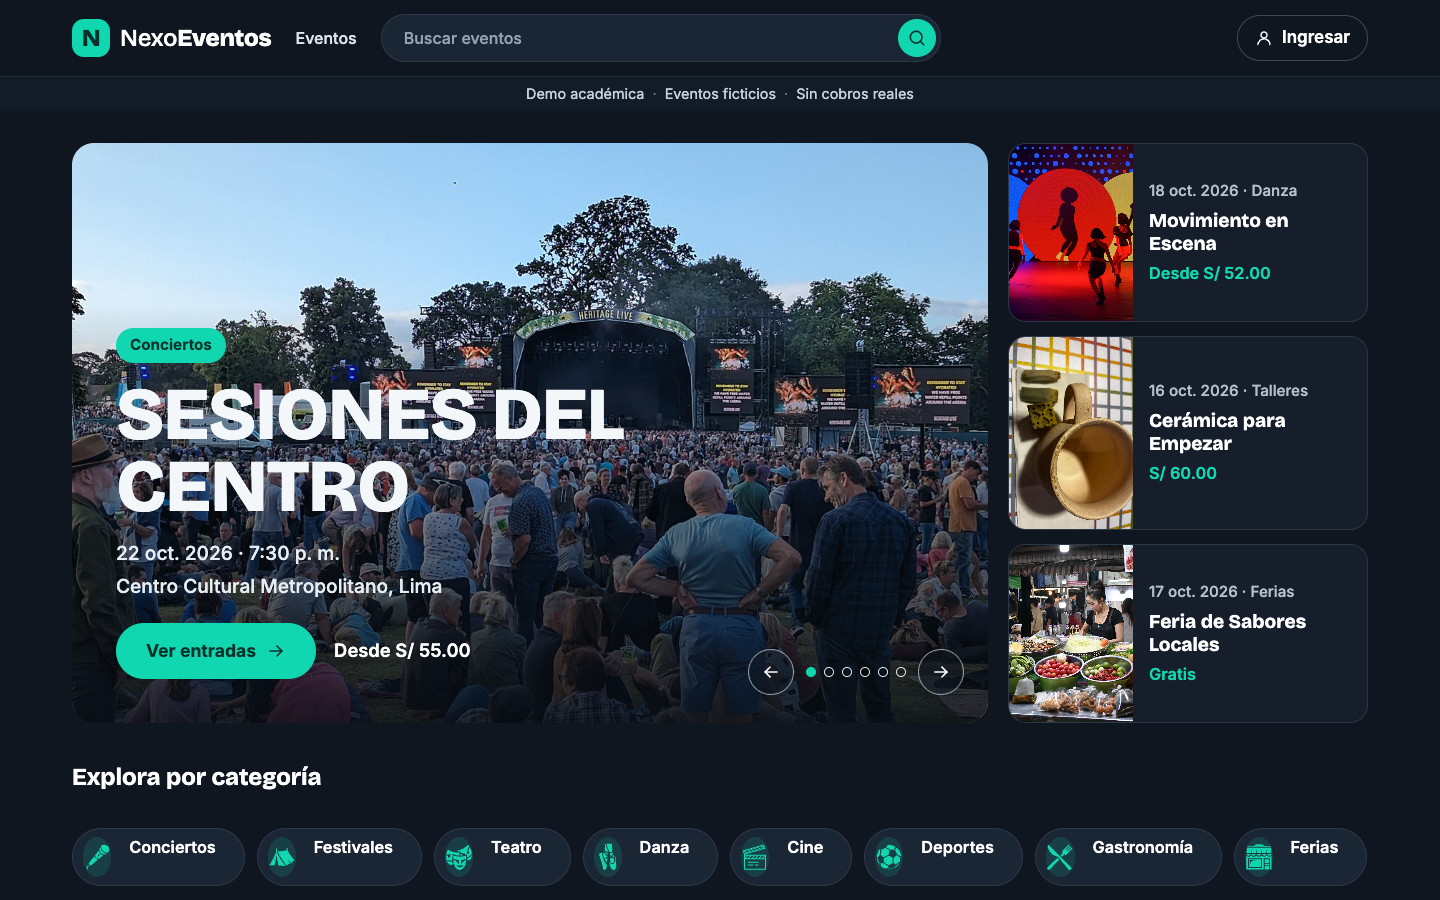 N NexoEventos Eventos Buscar eventos Ingresar
Demo académica · Eventos ficticios · Sin cobros reales
HERITAGE LIVE
Conciertos
SESIONES DEL
CENTRO
22 oct. 2026 · 7:30 p. m.
Centro Cultural Metropolitano, Lima
Ver entradas → Desde S/ 55.00
18 oct. 2026 · Danza
Movimiento en
Escena
Desde S/ 52.00
16 oct. 2026 · Talleres
Cerámica para
Empezar
S/ 60.00
17 oct. 2026 · Ferias
Feria de Sabores
Locales
Gratis
Explora por categoría
Conciertos Festivales Teatro Danza Cine Deportes Gastronomía Ferias